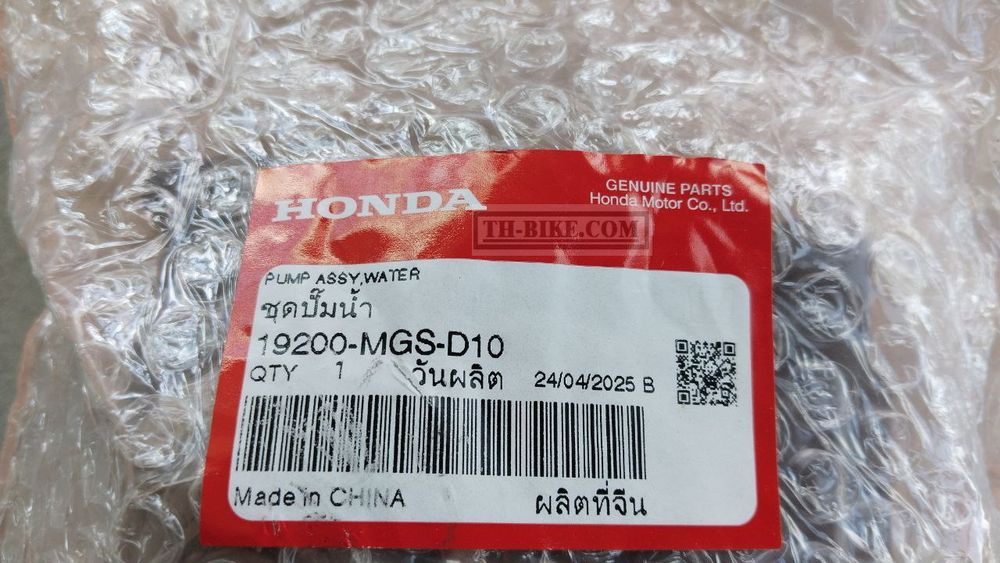 HONDA
GENUINE PARTS
Honda Motor Co., Ltd.
TH-BIKE.COM
PUMP ASSY,WATER
ชุดปั๊มน้ำ
19200-MGS-D10
QTY 1 วันผลิต 24/04/2025 B
Made in CHINA ผลิตที่จีน